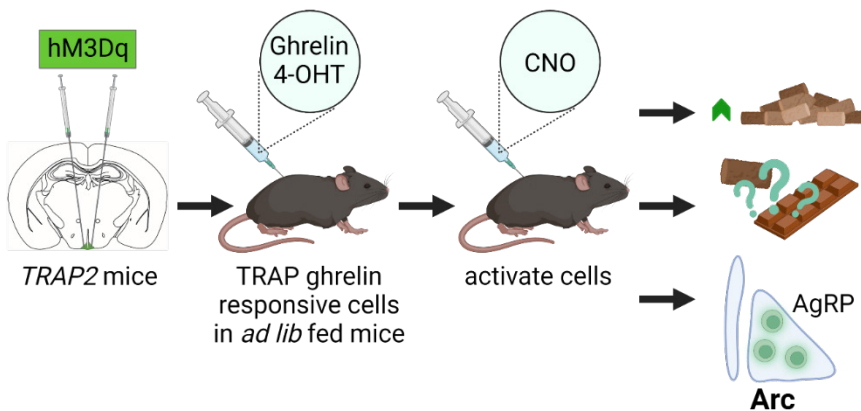 hM3Dq
Ghrelin
4-OHT
CNO
TRAP2 mice
TRAP ghrelin
responsive cells
in ad lib fed mice
activate cells
? ? ?
AgRP
Arc